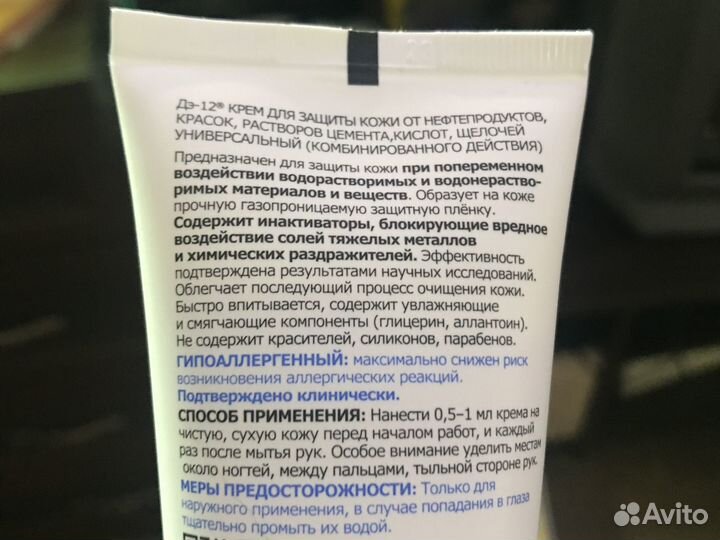 Дэ-12® КРЕМ ДЛЯ ЗАЩИТЫ КОЖИ ОТ НЕФТЕПРОДУКТОВ,
КРАСОК, РАСТВОРОВ ЦЕМЕНТА,КИСЛОТ, ЩЕЛОЧЕЙ
УНИВЕРСАЛЬНЫЙ (КОМБИНИРОВАННОГО ДЕЙСТВИЯ)
Предназначен для защиты кожи при попеременном
воздействии водорастворимых и водонераство-
римых материалов и веществ. Образует на коже
прочную газопроницаемую защитную плёнку.
Содержит инактиваторы, блокирующие вредное
воздействие солей тяжелых металлов
и химических раздражителей. Эффективность
подтверждена результатами научных исследований.
Облегчает последующий процесс очищения кожи.
Быстро впитывается, содержит увлажняющие
и смягчающие компоненты (глицерин, аллантоин).
Не содержит красителей, силиконов, парабенов.
ГИПОАЛЛЕРГЕННЫЙ: максимально снижен риск
возникновения аллергических реакций.
Подтверждено клинически.
СПОСОБ ПРИМЕНЕНИЯ: Нанести 0,5–1 мл крема на
чистую, сухую кожу перед началом работ, и каждый
раз после мытья рук. Особое внимание уделить местам
около ногтей, между пальцами, тыльной стороне рук.
МЕРЫ ПРЕДОСТОРОЖНОСТИ: Только для
наружного применения, в случае попадания в глаза
тщательно промыть их водой.
Avito